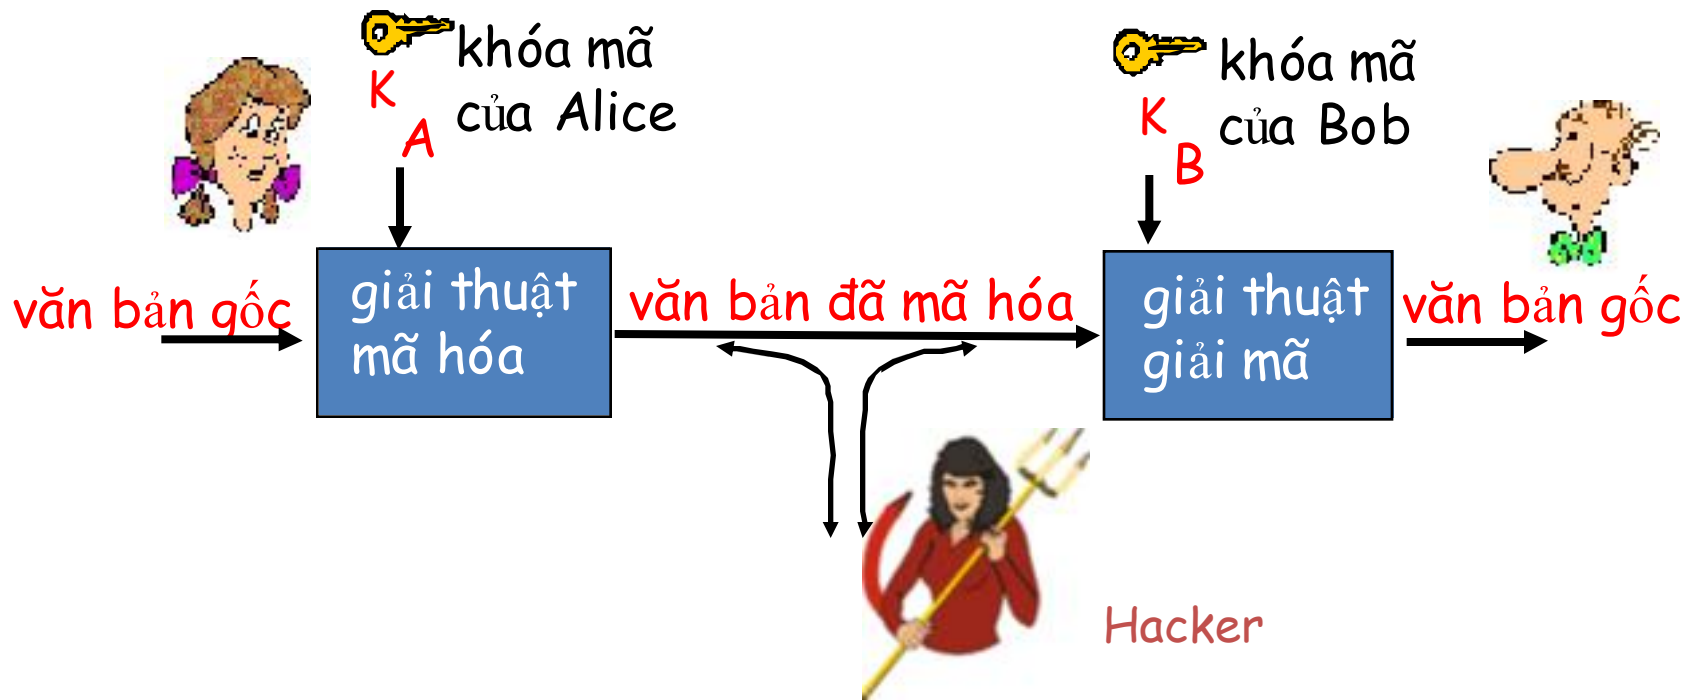 khóa mã
của Alice
K
A
khóa mã
của Bob
K
B
văn bản gốc
giải thuật
mã hóa
văn bản đã mã hóa
giải thuật
giải mã
văn bản gốc
Hacker